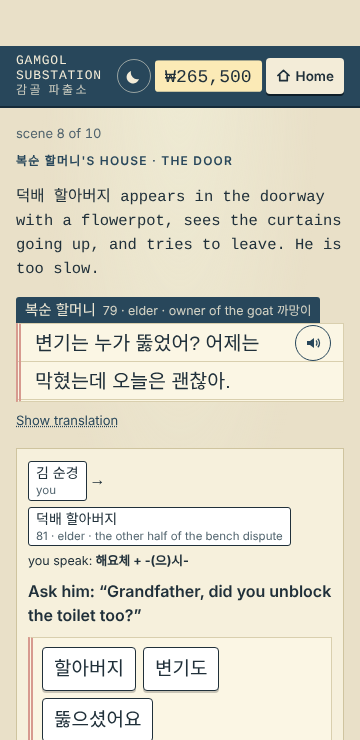 GAMGOL
SUBSTATION
감골 파출소
₩265,500
Home
scene 8 of 10
복순 할머니'S HOUSE · THE DOOR
덕배 할아버지 appears in the doorway
with a flowerpot, sees the curtains
going up, and tries to leave. He is
too slow.
복순 할머니 79 · elder · owner of the goat 까망이
변기는 누가 뚫었어? 어제는
막혔는데 오늘은 괜찮아.
Show translation
김 순경
you
→
덕배 할아버지
81 · elder · the other half of the bench dispute
you speak: 해요체 + -(으)시-
Ask him: “Grandfather, did you unblock
the toilet too?”
할아버지 변기도
뚫으셨어요